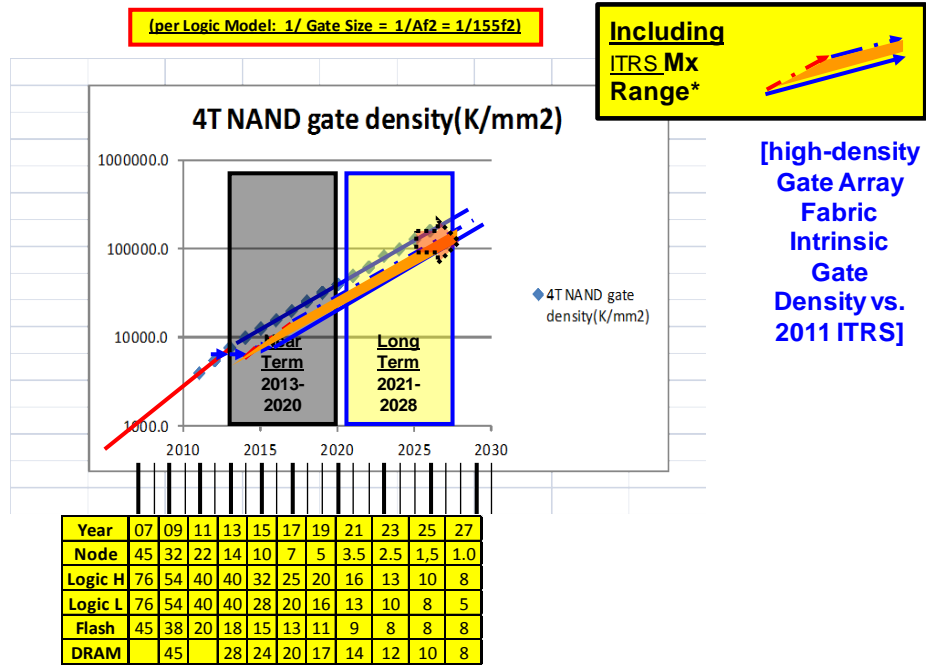 (per Logic Model: 1/ Gate Size = 1/Af2 = 1/155f2)
Including
ITRS Mx
Range*
4T NAND gate density(K/mm2)
[high-density
Gate Array
Fabric
Intrinsic
Gate
Density vs.
2011 ITRS]
1000000.0
100000.0
10000.0
1000.0
4T NAND gate
density(K/mm2)
Term
2013-
2020
Long
Term
2021-
2028
2010 2015 2020 2025 2030
Year 07 09 11 13 15 17 19 21 23 25 27
Node 45 32 22 14 10 7 5 3.5 2.5 1,5 1.0
Logic H 76 54 40 40 32 25 20 16 13 10 8
Logic L 76 54 40 40 28 20 16 13 10 8 5
Flash 45 38 20 18 15 13 11 9 8 8 8
DRAM 45 28 24 20 17 14 12 10 8